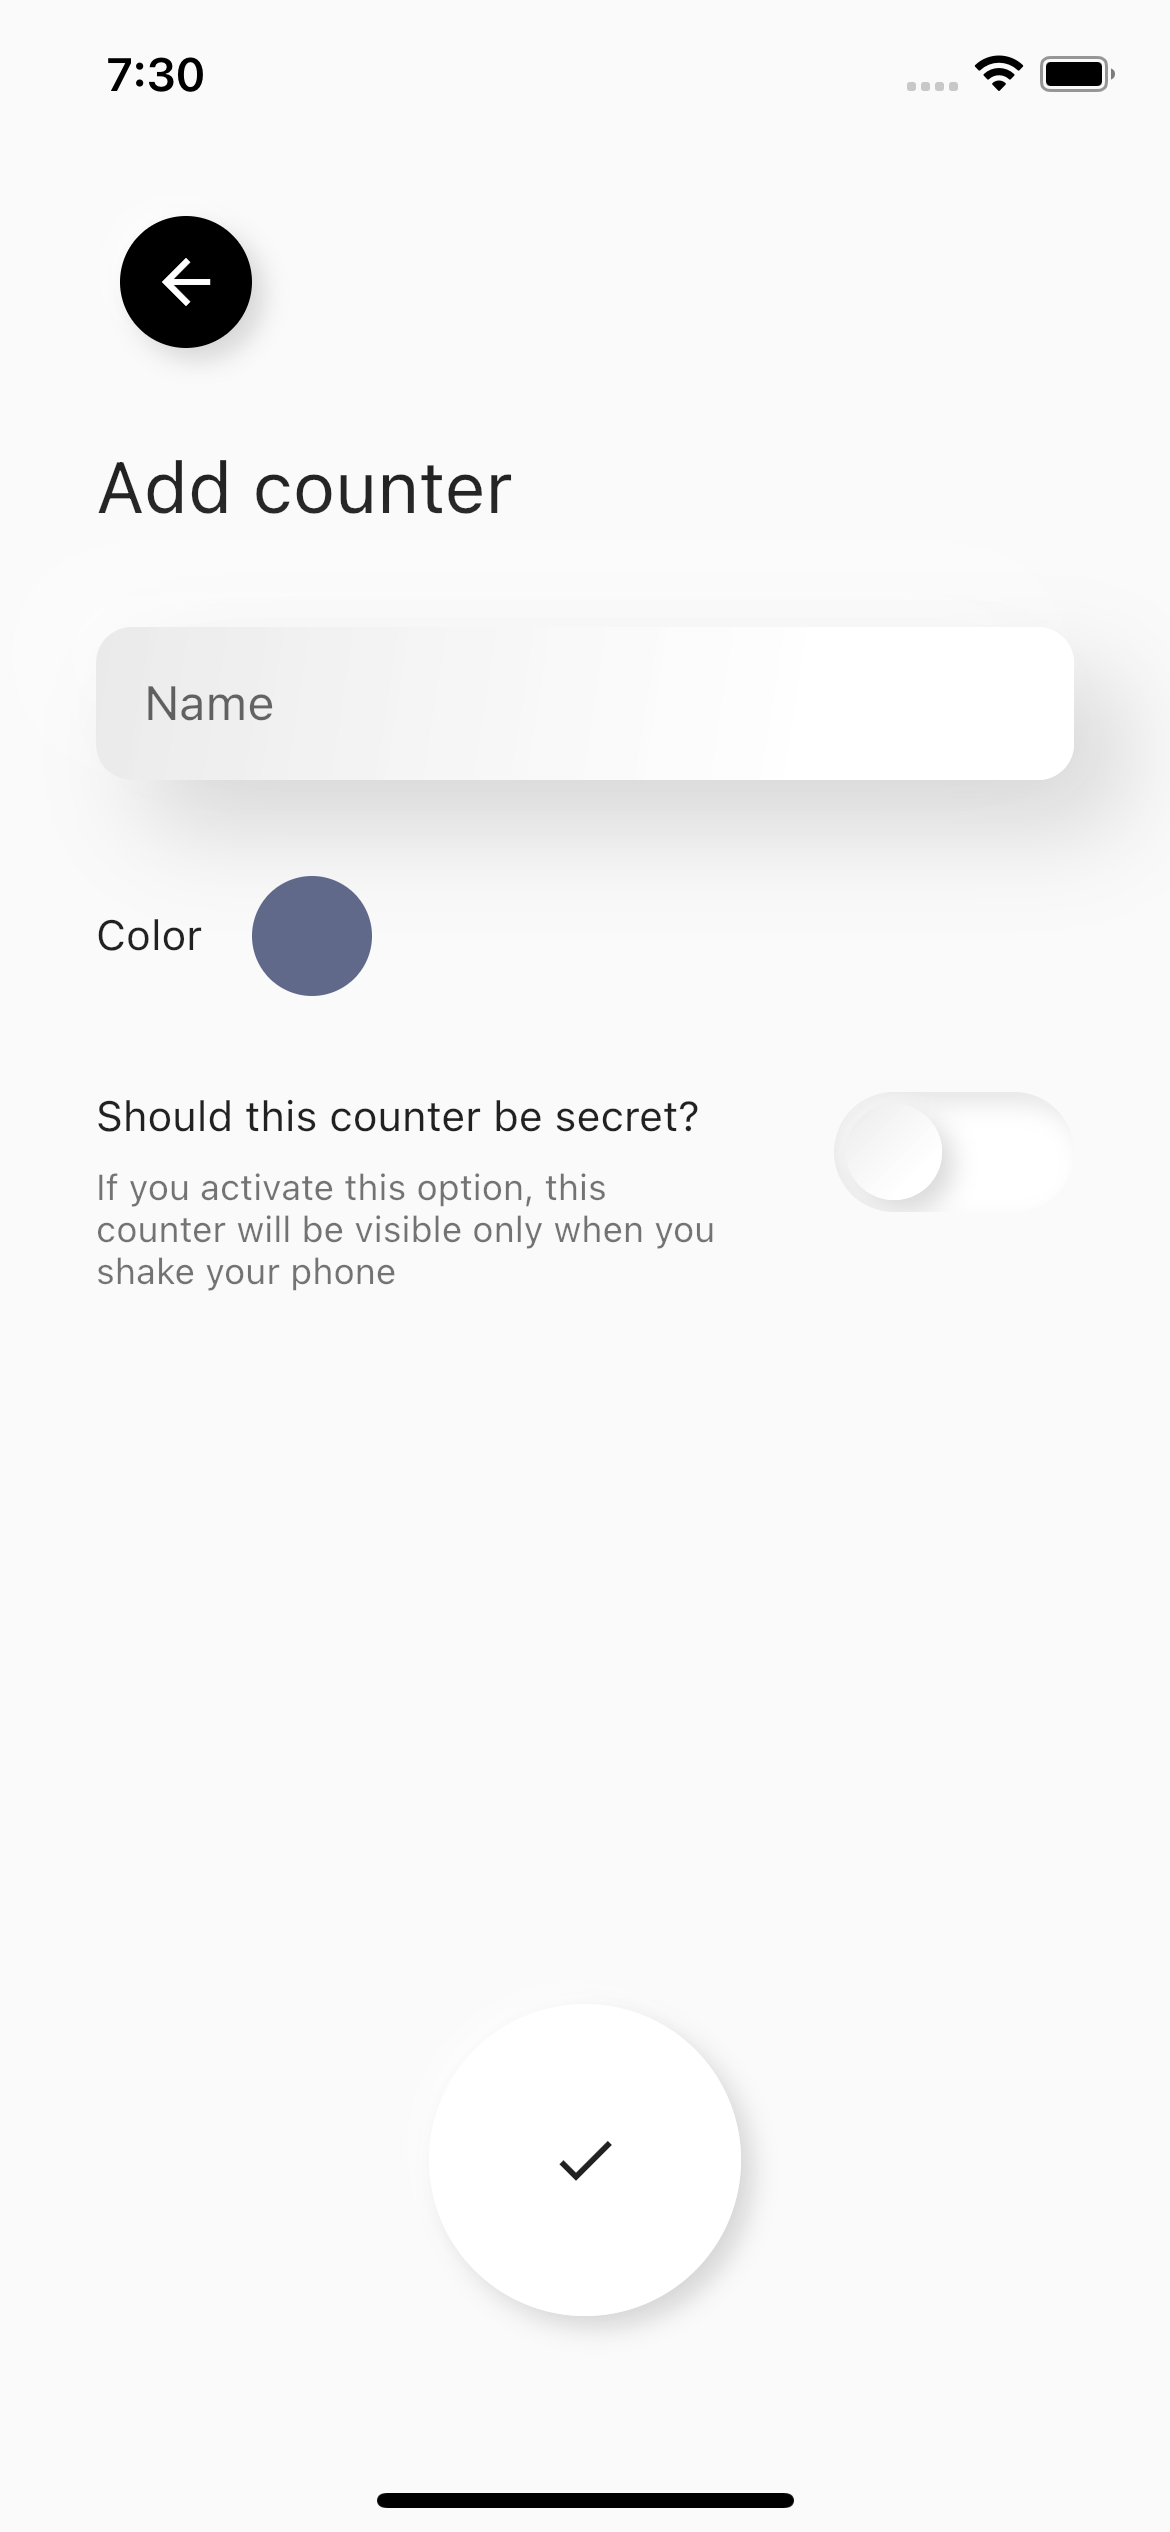 7:30
Add counter
Name
Color
Should this counter be secret?
If you activate this option, this
counter will be visible only when you
shake your phone